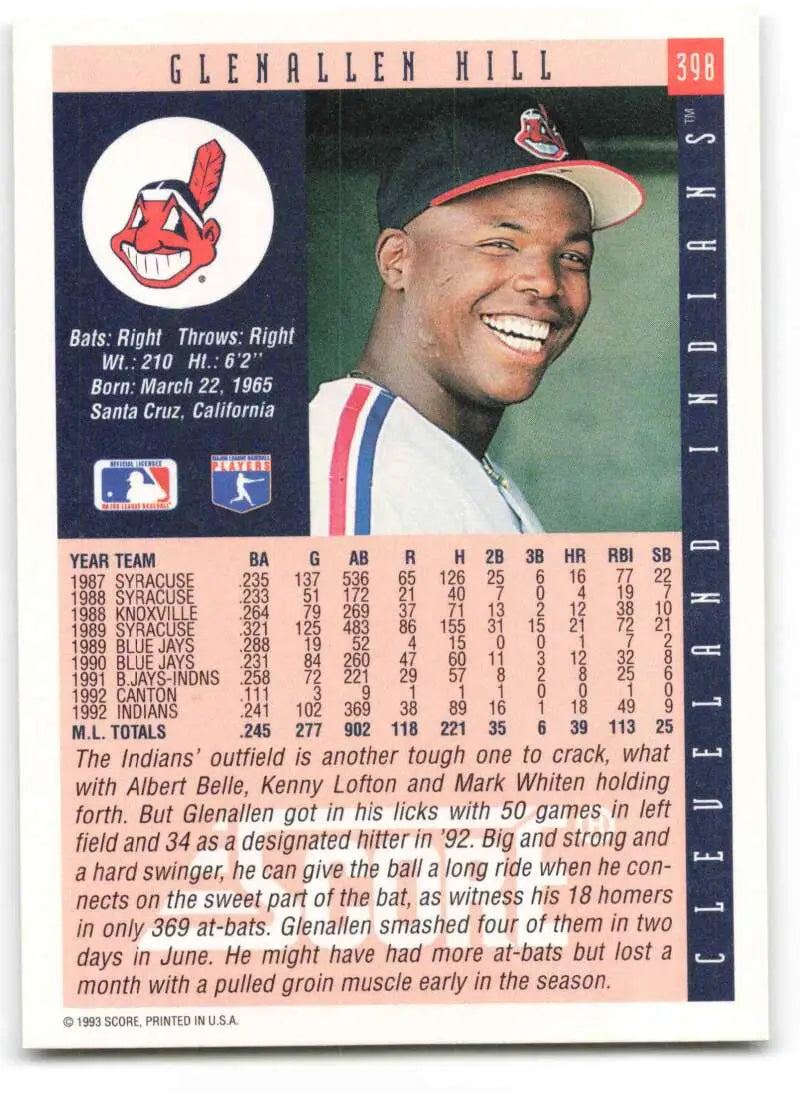 GLENALLEN HILL
398
Bats: Right Throws: Right
Wt.: 210 Ht.: 6'2"
Born: March 22, 1965
Santa Cruz, California
OFFICIAL LICENSEE
MAJOR LEAGUE BASEBALL
MAJOR LEAGUE BASEBALL
PLAYERS
CLEVELAND INDIANS™
YEAR TEAM BA G AB R H 2B 3B HR RBI SB
1987 SYRACUSE .235 137 536 65 126 25 6 16 77 22
1988 SYRACUSE .233 51 172 21 40 7 0 4 19 7
1988 KNOXVILLE .264 79 269 37 71 13 2 12 38 10
1989 SYRACUSE .321 125 483 86 155 31 15 21 72 21
1989 BLUE JAYS .288 19 52 4 15 0 0 1 7 2
1990 BLUE JAYS .231 84 260 47 60 11 3 12 32 8
1991 B.JAYS-INDNS .258 72 221 29 57 8 2 8 25 6
1992 CANTON .111 3 9 1 1 1 0 0 1 0
1992 INDIANS .241 102 369 38 89 16 1 18 49 9
M.L. TOTALS .245 277 902 118 221 35 6 39 113 25
The Indians' outfield is another tough one to crack, what
with Albert Belle, Kenny Lofton and Mark Whiten holding
forth. But Glenallen got in his licks with 50 games in left
field and 34 as a designated hitter in '92. Big and strong and
a hard swinger, he can give the ball a long ride when he con-
nects on the sweet part of the bat, as witness his 18 homers
in only 369 at-bats. Glenallen smashed four of them in two
days in June. He might have had more at-bats but lost a
month with a pulled groin muscle early in the season.
SCORE®
© 1993 SCORE, PRINTED IN U.S.A.